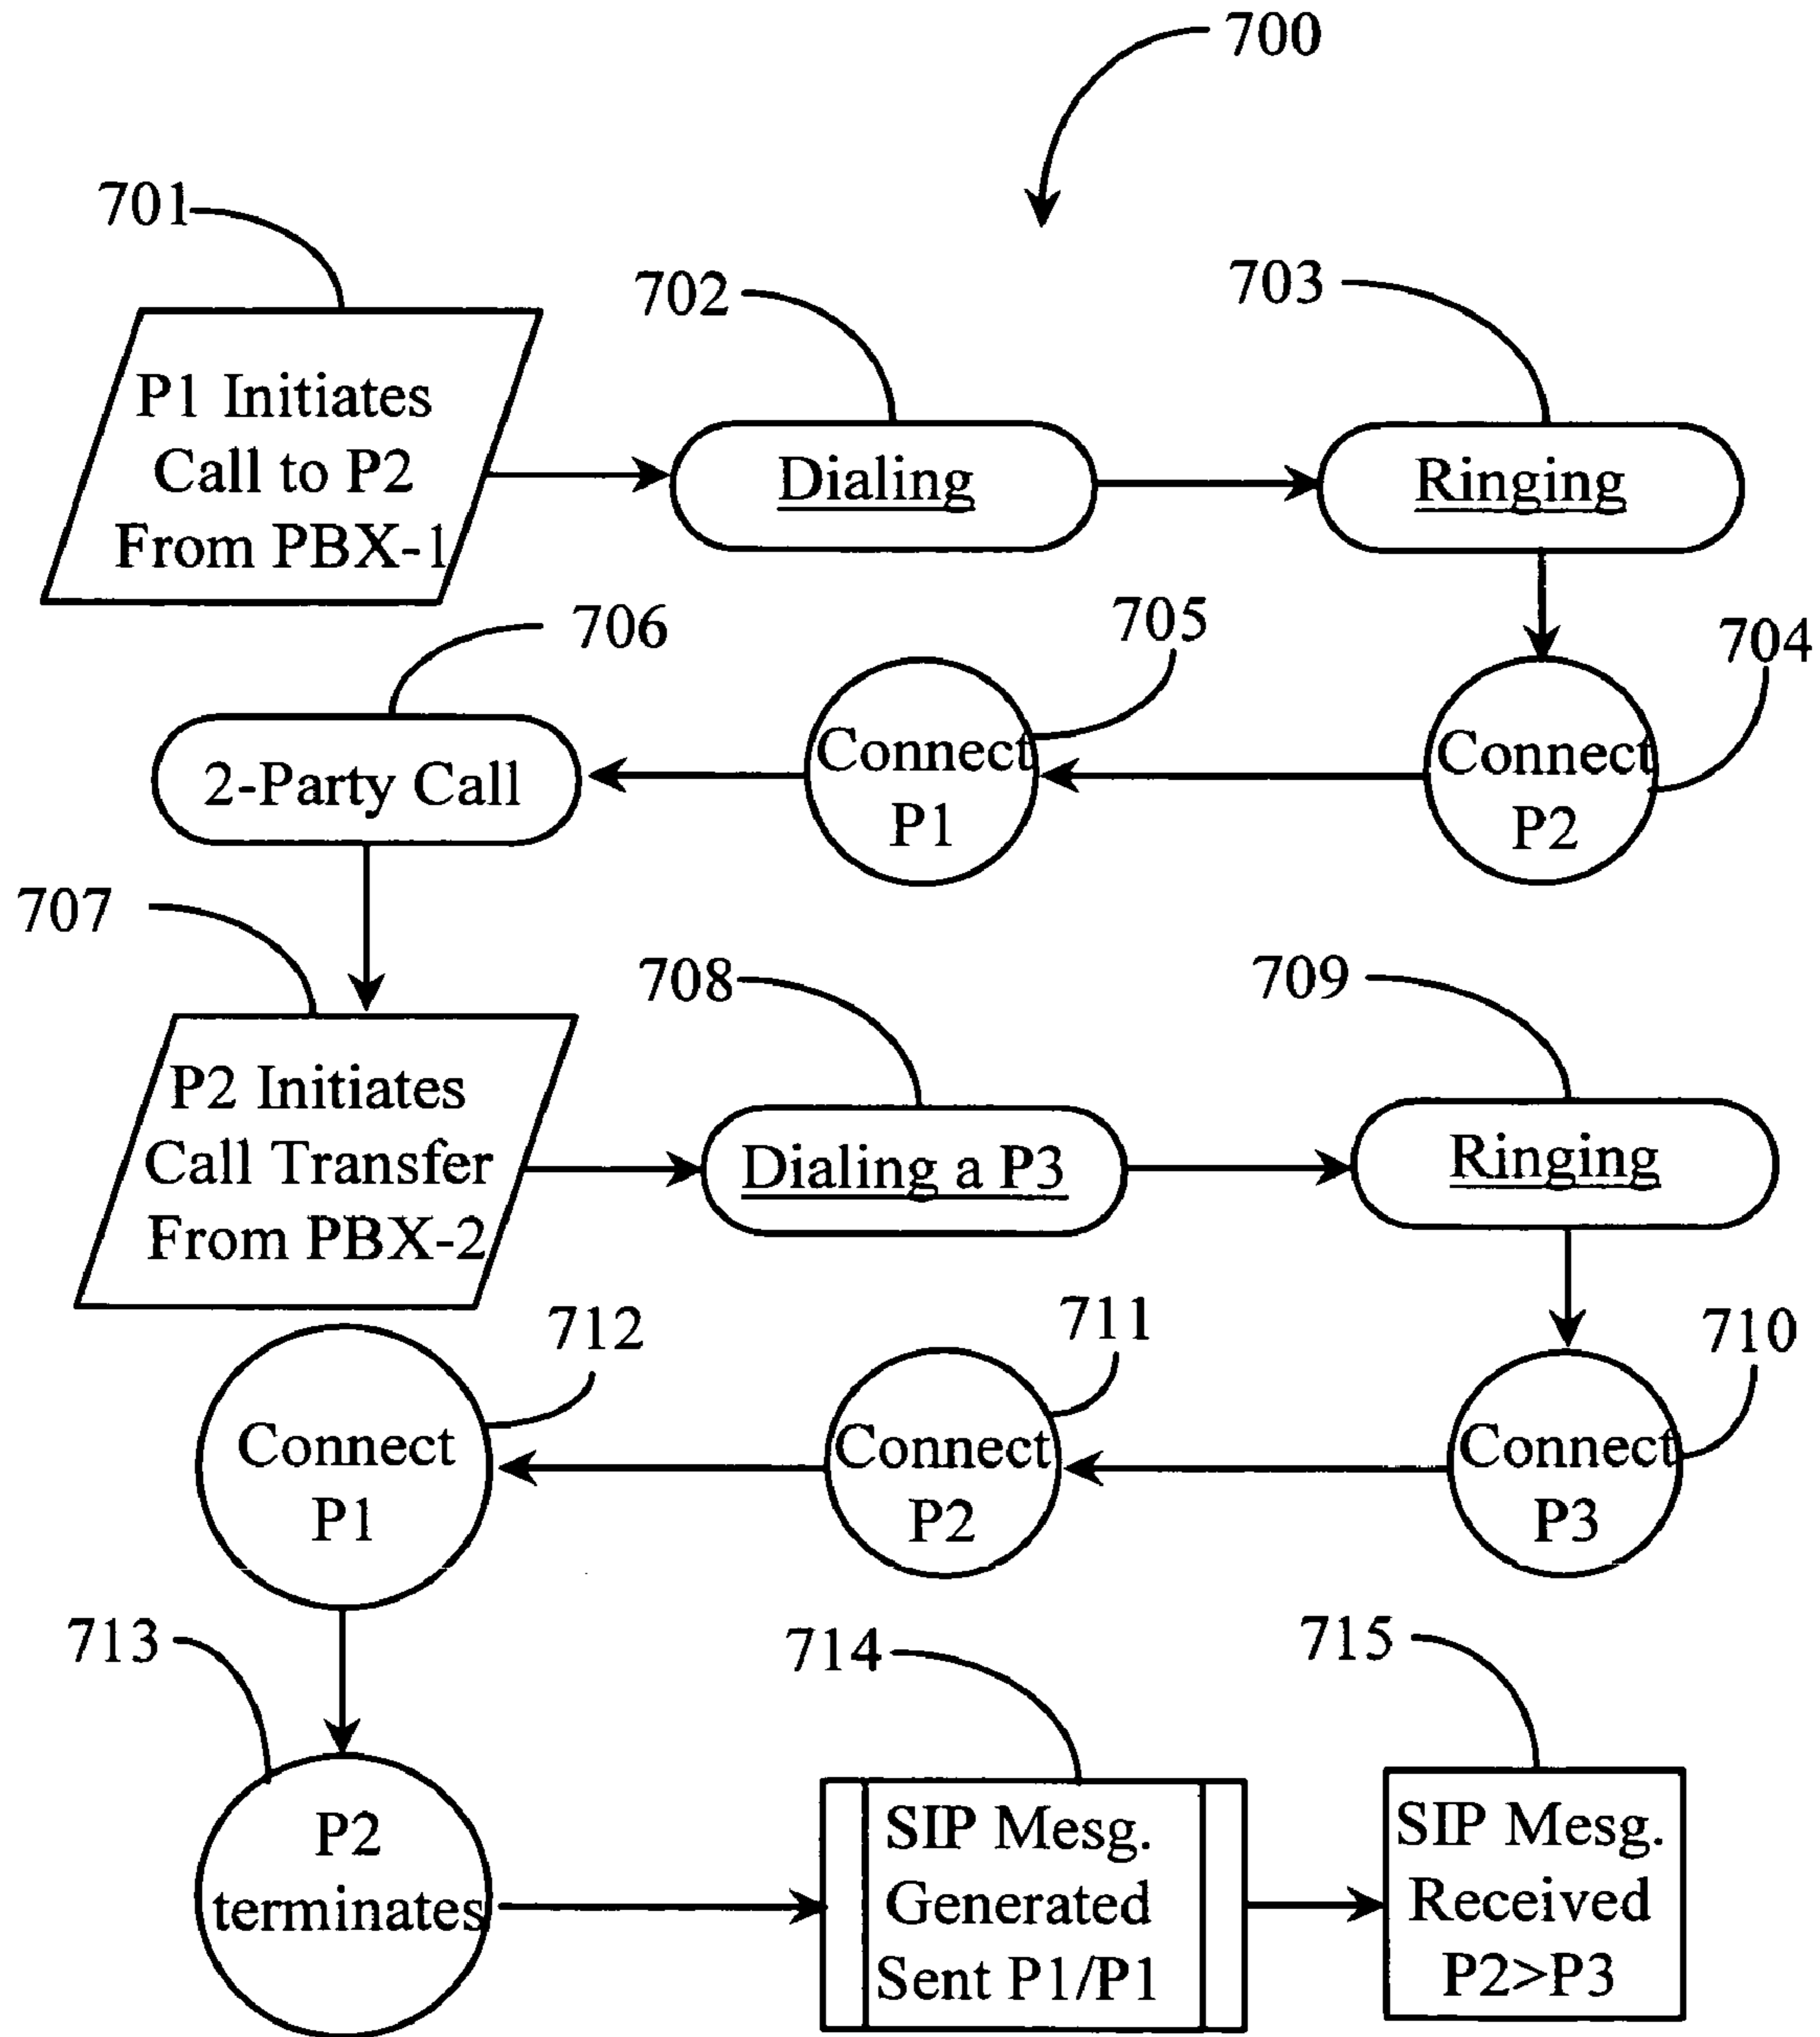 700
701
702
703
P1 Initiates
Call to P2
From PBX-1
Dialing
Ringing
706
705
704
2-Party Call
Connect
P1
Connect
P2
707
708
709
P2 Initiates
Call Transfer
From PBX-2
Dialing a P3
Ringing
712
711
710
Connect
P1
Connect
P2
Connect
P3
713
714
715
P2
terminates
SIP Mesg.
Generated
Sent P1/P1
SIP Mesg.
Received
P2>P3